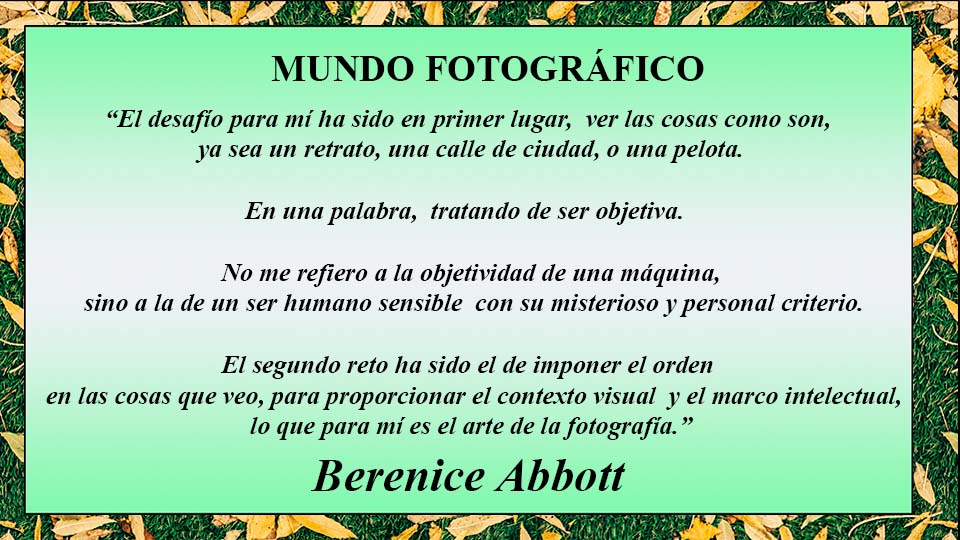 MUNDO FOTOGRÁFICO
“El desafío para mí ha sido en primer lugar, ver las cosas como son,
ya sea un retrato, una calle de ciudad, o una pelota.
En una palabra, tratando de ser objetiva.
No me refiero a la objetividad de una máquina,
sino a la de un ser humano sensible con su misterioso y personal criterio.
El segundo reto ha sido el de imponer el orden
en las cosas que veo, para proporcionar el contexto visual y el marco intelectual,
lo que para mí es el arte de la fotografía.”
Berenice Abbott